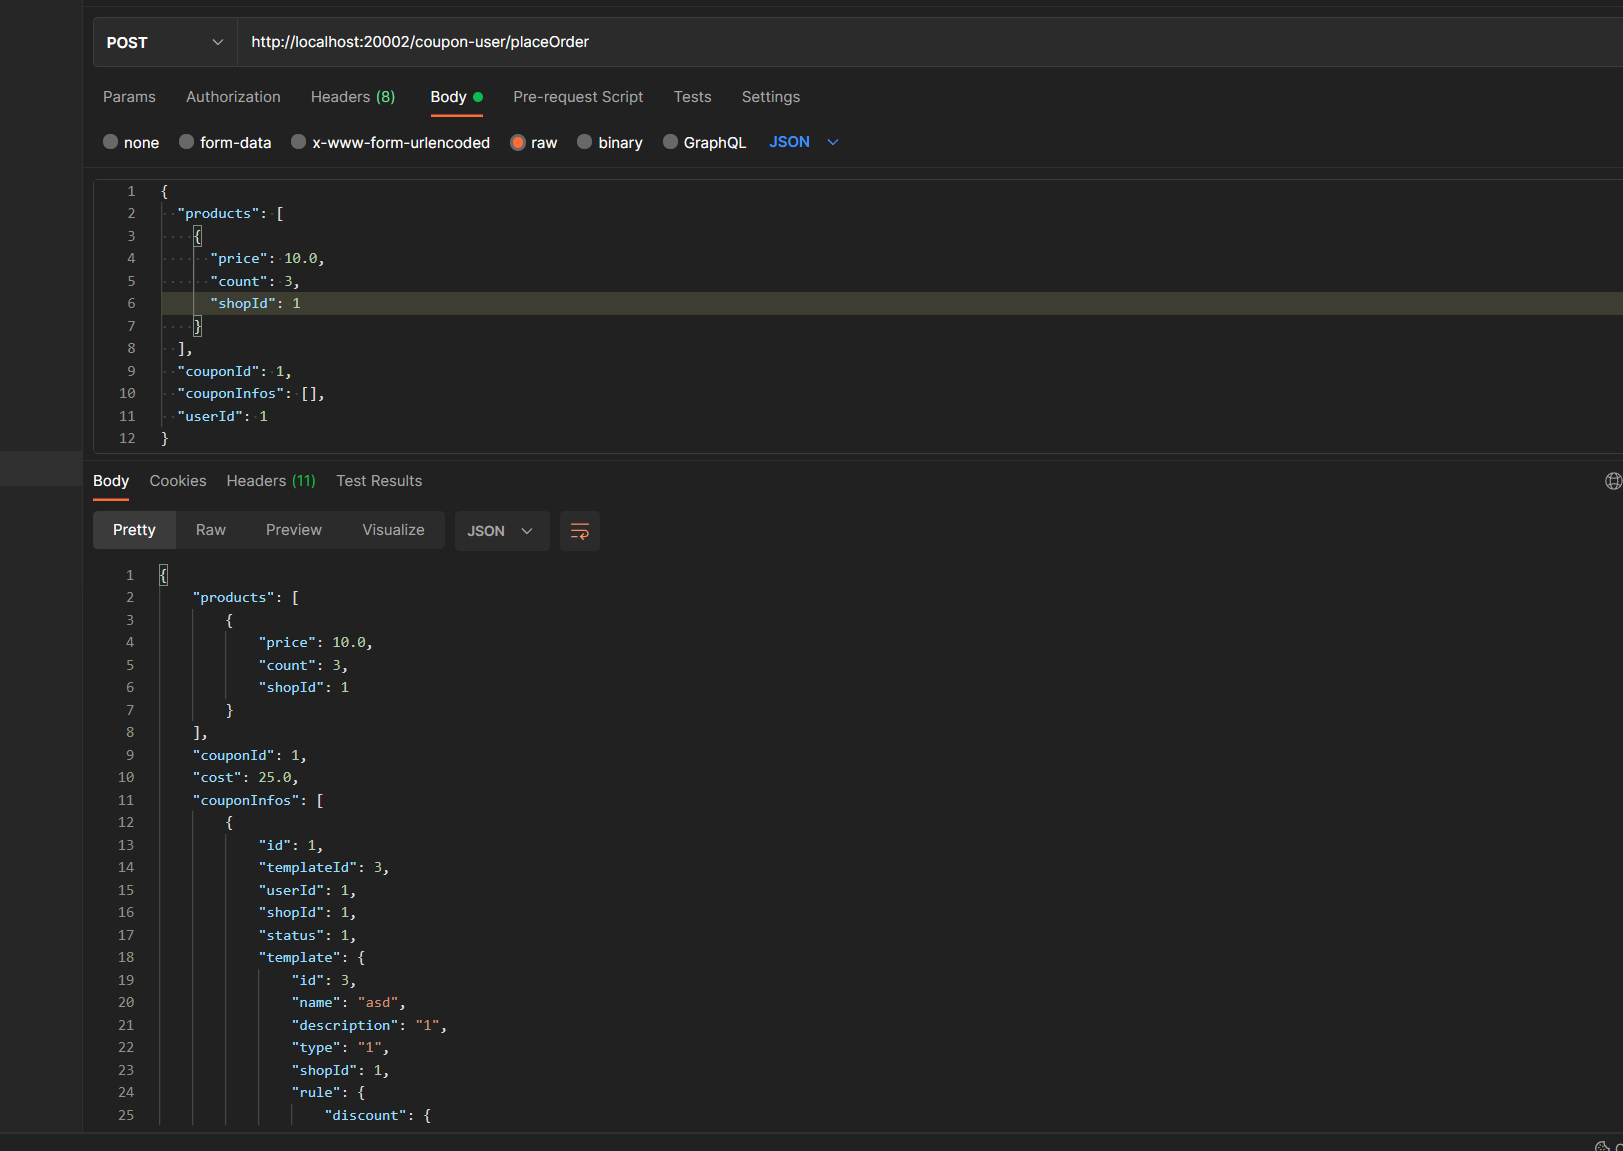 POST http://localhost:20002/coupon-user/placeOrder
Params Authorization Headers (8) Body Pre-request Script Tests Settings
none form-data x-www-form-urlencoded raw binary GraphQL JSON
1 {
2 "products": [
3 {
4 "price": 10.0,
5 "count": 3,
6 "shopId": 1
7 }
8 ],
9 "couponId": 1,
10 "couponInfos": [],
11 "userId": 1
12 }
Body Cookies Headers (11) Test Results
Pretty Raw Preview Visualize JSON
1 {
2 "products": [
3 {
4 "price": 10.0,
5 "count": 3,
6 "shopId": 1
7 }
8 ],
9 "couponId": 1,
10 "cost": 25.0,
11 "couponInfos": [
12 {
13 "id": 1,
14 "templateId": 3,
15 "userId": 1,
16 "shopId": 1,
17 "status": 1,
18 "template": {
19 "id": 3,
20 "name": "asd",
21 "description": "1",
22 "type": "1",
23 "shopId": 1,
24 "rule": {
25 "discount": {